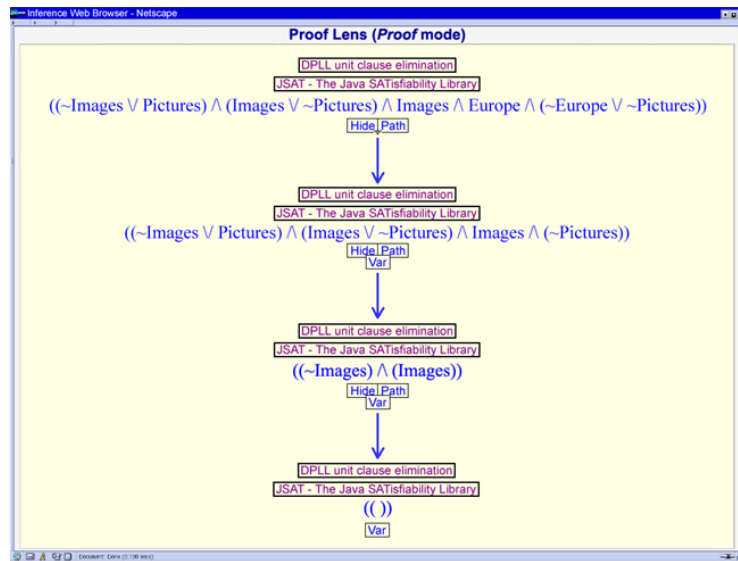 Inference Web Browser - Netscape
Proof Lens (Proof mode)
DPLL unit clause elimination
JSAT - The Java SATisfiability Library
((~Images \/ Pictures) /\ (Images \/ ~Pictures) /\ Images /\ Europe /\ (~Europe \/ ~Pictures))
Hide Path
DPLL unit clause elimination
JSAT - The Java SATisfiability Library
((~Images \/ Pictures) /\ (Images \/ ~Pictures) /\ Images /\ (~Pictures))
Hide Path
Var
DPLL unit clause elimination
JSAT - The Java SATisfiability Library
((~Images) /\ (Images))
Hide Path
Var
DPLL unit clause elimination
JSAT - The Java SATisfiability Library
(( ))
Var
Document: Done